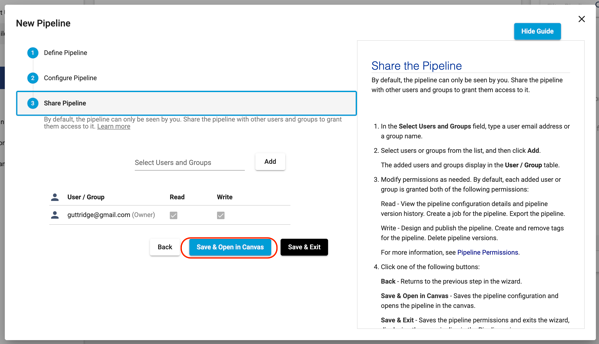 New Pipeline
Hide Guide
1 Define Pipeline
2 Configure Pipeline
3 Share Pipeline
By default, the pipeline can only be seen by you. Share the pipeline with other users and groups to grant
them access to it. Learn more
Select Users and Groups
Add
User / Group Read Write
guttridge@gmail.com (Owner)
Back
Save & Open in Canvas
Save & Exit
Share the Pipeline
By default, the pipeline can only be seen by you. Share the pipeline
with other users and groups to grant them access to it.
1. In the Select Users and Groups field, type a user email address or
a group name.
2. Select users or groups from the list, and then click Add.
The added users and groups display in the User / Group table.
3. Modify permissions as needed. By default, each added user or
group is granted both of the following permissions:
Read - View the pipeline configuration details and pipeline
version history. Create a job for the pipeline. Export the pipeline.
Write - Design and publish the pipeline. Create and remove tags
for the pipeline. Delete pipeline versions.
For more information, see Pipeline Permissions.
4. Click one of the following buttons:
Back - Returns to the previous step in the wizard.
Save & Open in Canvas - Saves the pipeline configuration and
opens the pipeline in the canvas.
Save & Exit - Saves the pipeline permissions and exits the wizard,